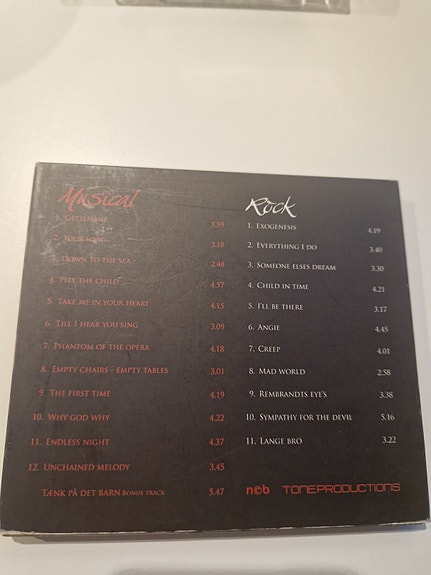 Musical
1. Gethsemane 5.59
2. Your song 3.18
3. Down to the sea 2.48
4. Pity the child 4.57
5. Take me in your heart 4.15
6. Till I hear you sing 3.09
7. Phantom of the opera 4.18
8. Empty chairs - empty tables 3.01
9. The first time 4.19
10. Why god why 4.22
11. Endless night 4.37
12. Unchained melody 3.45
Tænk på det barn Bonus track 5.47
Rock
1. Exogenesis 4.19
2. Everything I do 3.40
3. Someone elses dream 3.30
4. Child in time 4.21
5. I'll be there 3.17
6. Angie 4.45
7. Creep 4.01
8. Mad world 2.58
9. Rembrandts eye's 3.38
10. Sympathy for the devil 5.16
11. Lange bro 3.22
ncb TONEPRODUCTIONS